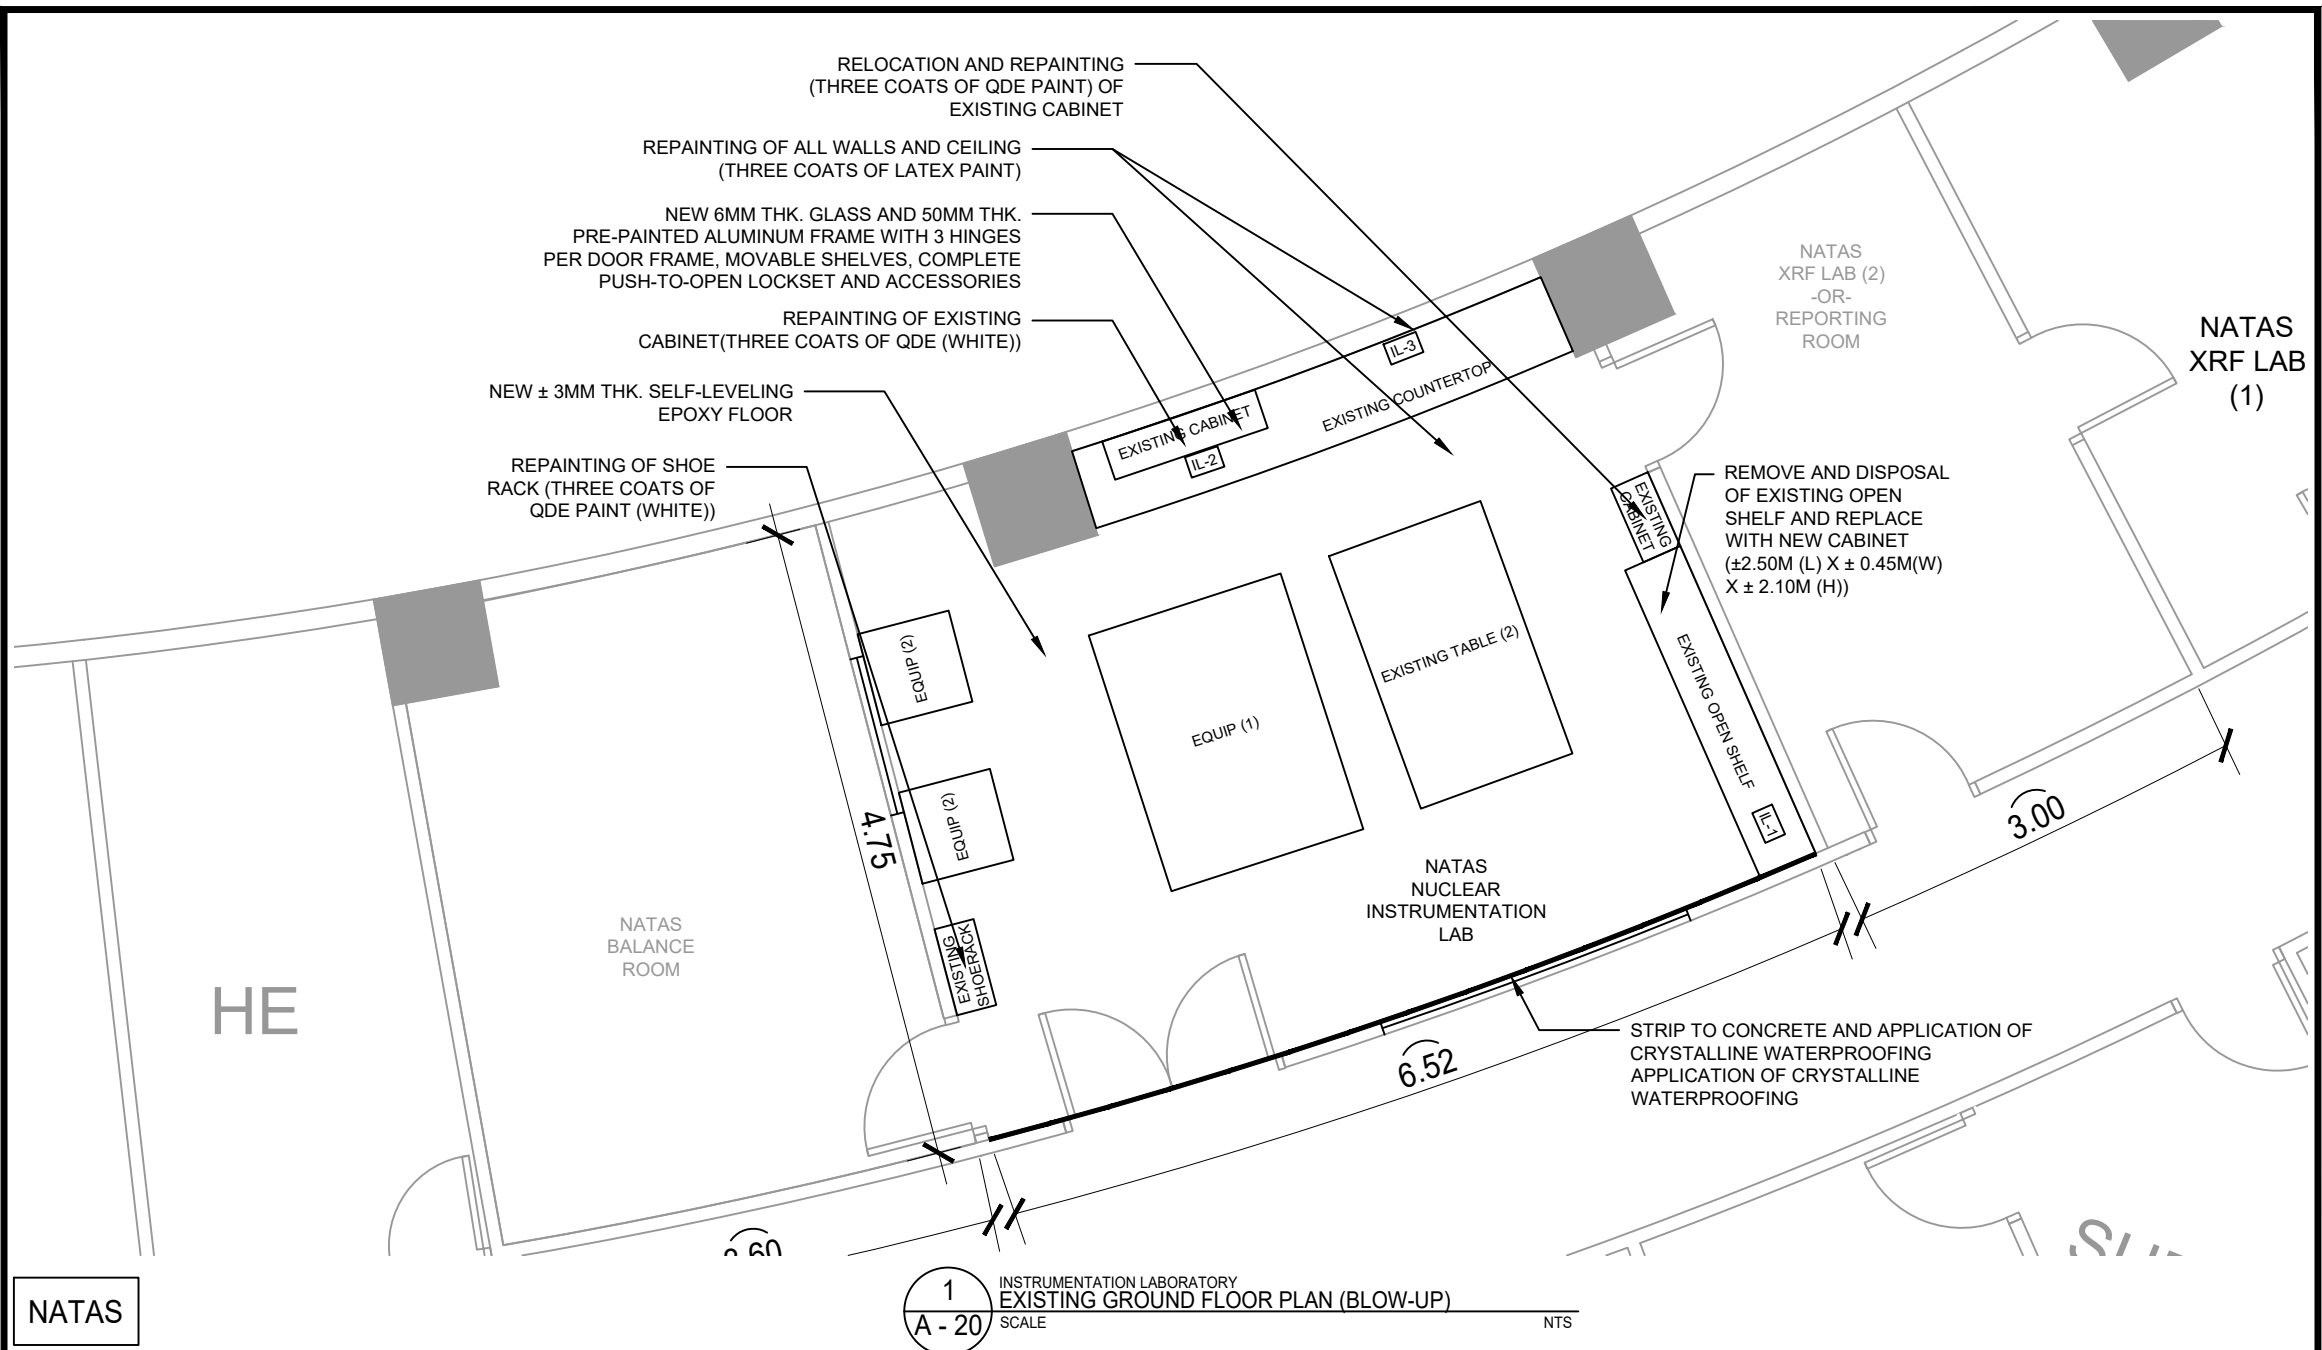 RELOCATION AND REPAINTING
(THREE COATS OF QDE PAINT) OF
EXISTING CABINET
REPAINTING OF ALL WALLS AND CEILING
(THREE COATS OF LATEX PAINT)
NEW 6MM THK. GLASS AND 50MM THK.
PRE-PAINTED ALUMINUM FRAME WITH 3 HINGES
PER DOOR FRAME, MOVABLE SHELVES, COMPLETE
PUSH-TO-OPEN LOCKSET AND ACCESSORIES
REPAINTING OF EXISTING
CABINET(THREE COATS OF QDE (WHITE))
NEW ± 3MM THK. SELF-LEVELING
EPOXY FLOOR
REPAINTING OF SHOE
RACK (THREE COATS OF
QDE PAINT (WHITE))
NATAS
XRF LAB (2)
-OR-
REPORTING
ROOM
NATAS
XRF LAB
(1)
IL-3
EXISTING COUNTERTOP
EXISTING CABINET
IL-2
EXISTING
CABINET
REMOVE AND DISPOSAL
OF EXISTING OPEN
SHELF AND REPLACE
WITH NEW CABINET
(±2.50M (L) X ± 0.45M(W)
X ± 2.10M (H))
EQUIP (2)
EQUIP (1)
EXISTING TABLE (2)
EXISTING OPEN SHELF
IL-1
EQUIP (2)
4.75
3.00
NATAS
NUCLEAR
INSTRUMENTATION
LAB
NATAS
BALANCE
ROOM
HE
EXISTING
SHOERACK
6.52
STRIP TO CONCRETE AND APPLICATION OF
CRYSTALLINE WATERPROOFING
APPLICATION OF CRYSTALLINE
WATERPROOFING
NATAS
1
A - 20
INSTRUMENTATION LABORATORY
EXISTING GROUND FLOOR PLAN (BLOW-UP)
SCALE NTS